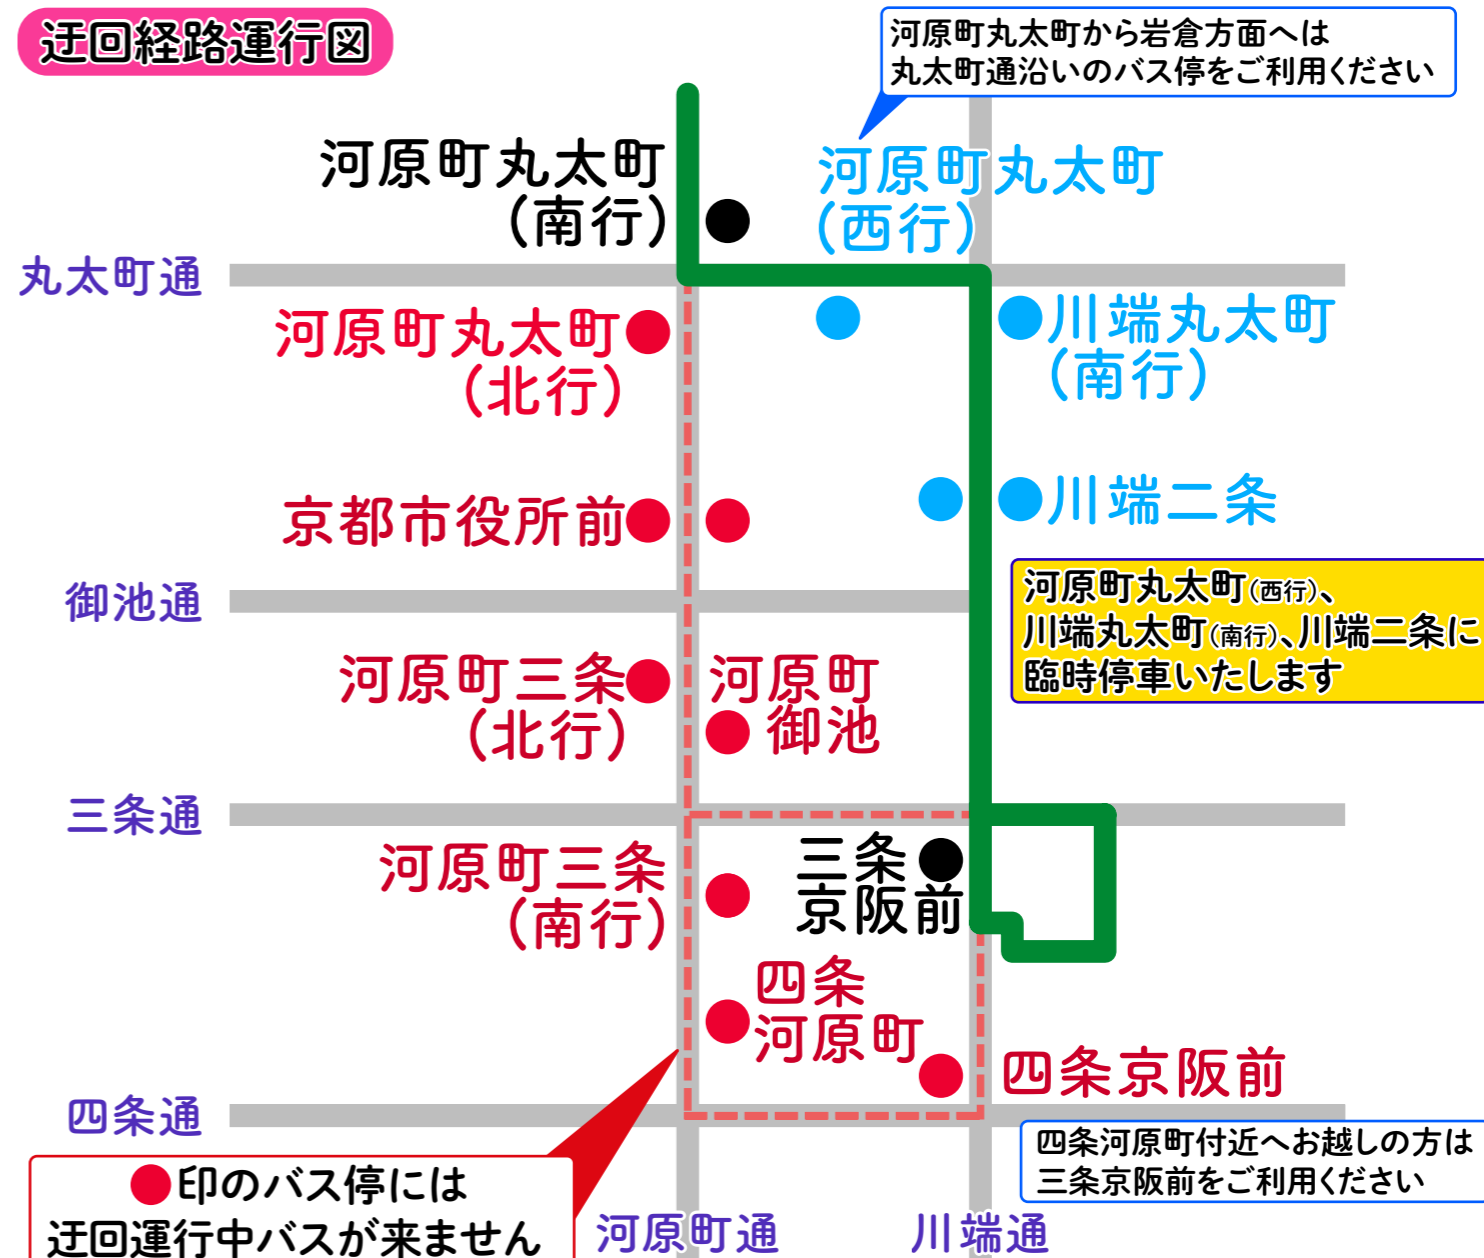 迂回経路運行図
河原町丸太町から岩倉方面へは
丸太町通沿いのバス停をご利用ください
河原町丸太町
(南行)
河原町丸太町
(西行)
丸太町通
河原町丸太町
(北行)
川端丸太町
(南行)
京都市役所前
川端二条
御池通
河原町丸太町(西行)、
川端丸太町(南行)、川端二条に
臨時停車いたします
河原町三条
(北行)
河原町
御池
三条通
河原町三条
(南行)
三条
京阪前
四条
河原町
四条京阪前
四条通
四条河原町付近へお越しの方は
三条京阪前をご利用ください
●印のバス停には
迂回運行中バスが来ません
河原町通
川端通